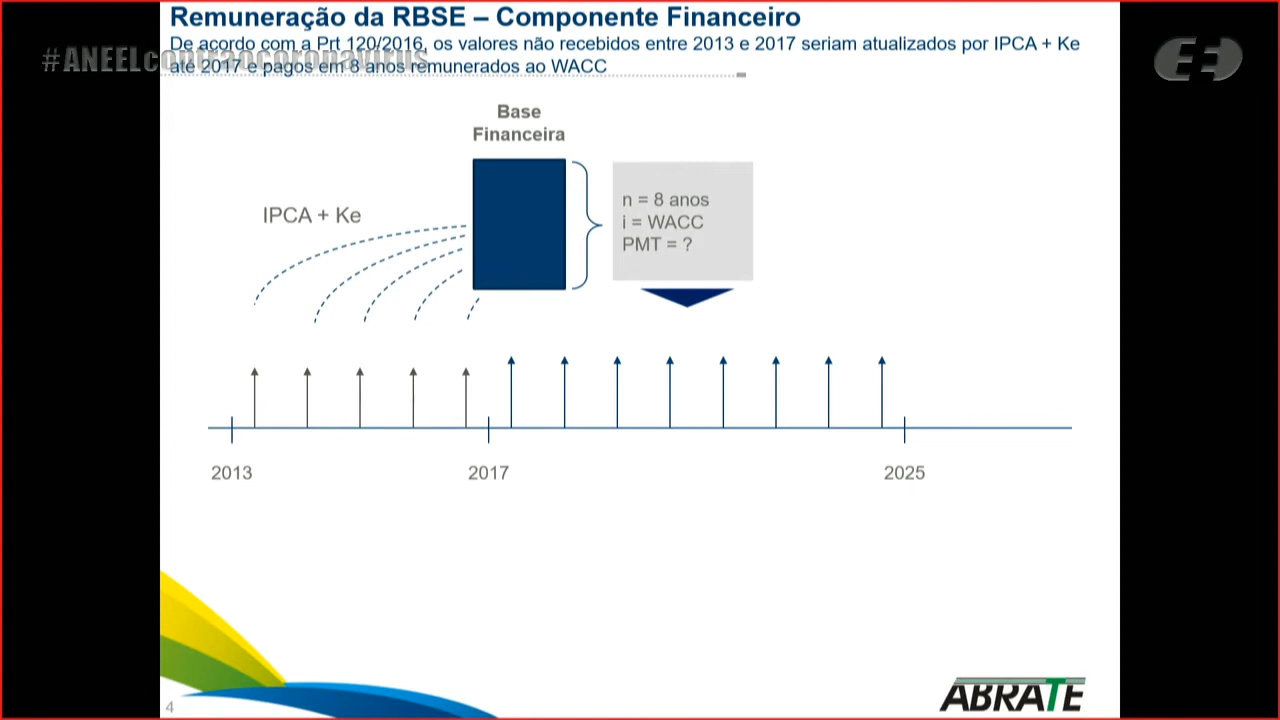 Remuneração da RBSE – Componente Financeiro
De acordo com a Prt 120/2016, os valores não recebidos entre 2013 e 2017 seriam atualizados por IPCA + Ke
até 2017 e pagos em 8 anos remunerados ao WACC
#ANEELcontraocoronavirus
Base
Financeira
IPCA + Ke
n = 8 anos
i = WACC
PMT = ?
2013
2017
2025
4
ABRATE